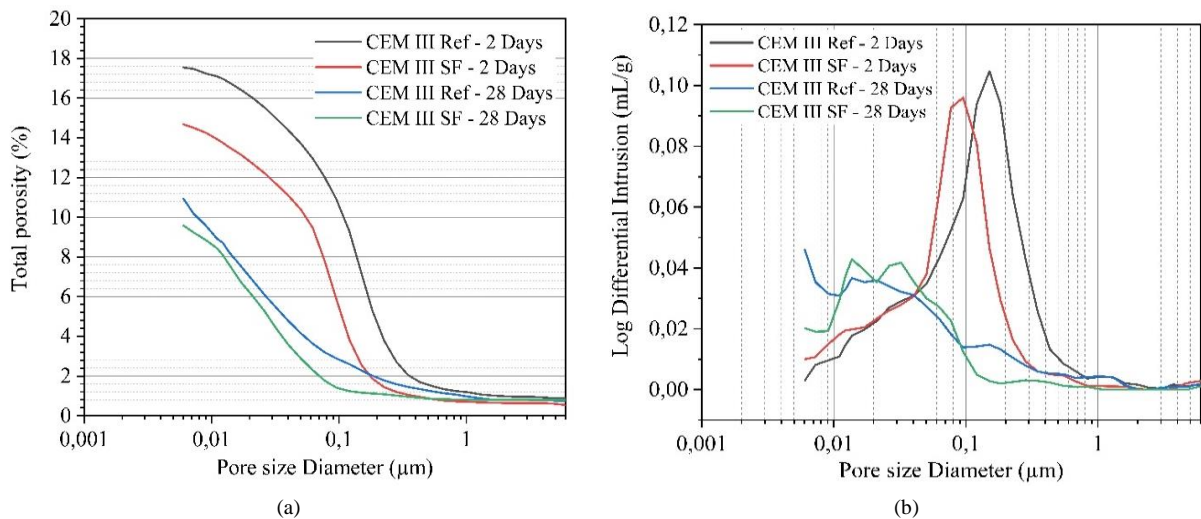 20
18
16
14
12
10
8
6
4
2
0
Total porosity (%)
CEM III Ref - 2 Days
CEM III SF - 2 Days
CEM III Ref - 28 Days
CEM III SF - 28 Days
0,001
0,01
0,1
1
Pore size Diameter (µm)
(a)
0,12
0,10
0,08
0,06
0,04
0,02
0,00
Log Differential Intrusion (mL/g)
b)
CEM III Ref - 2 Days
CEM III SF - 2 Days
CEM III Ref - 28 Days
CEM III SF - 28 Days
0,001
0,01
0,1
1
Pore size Diameter (µm)
(b)